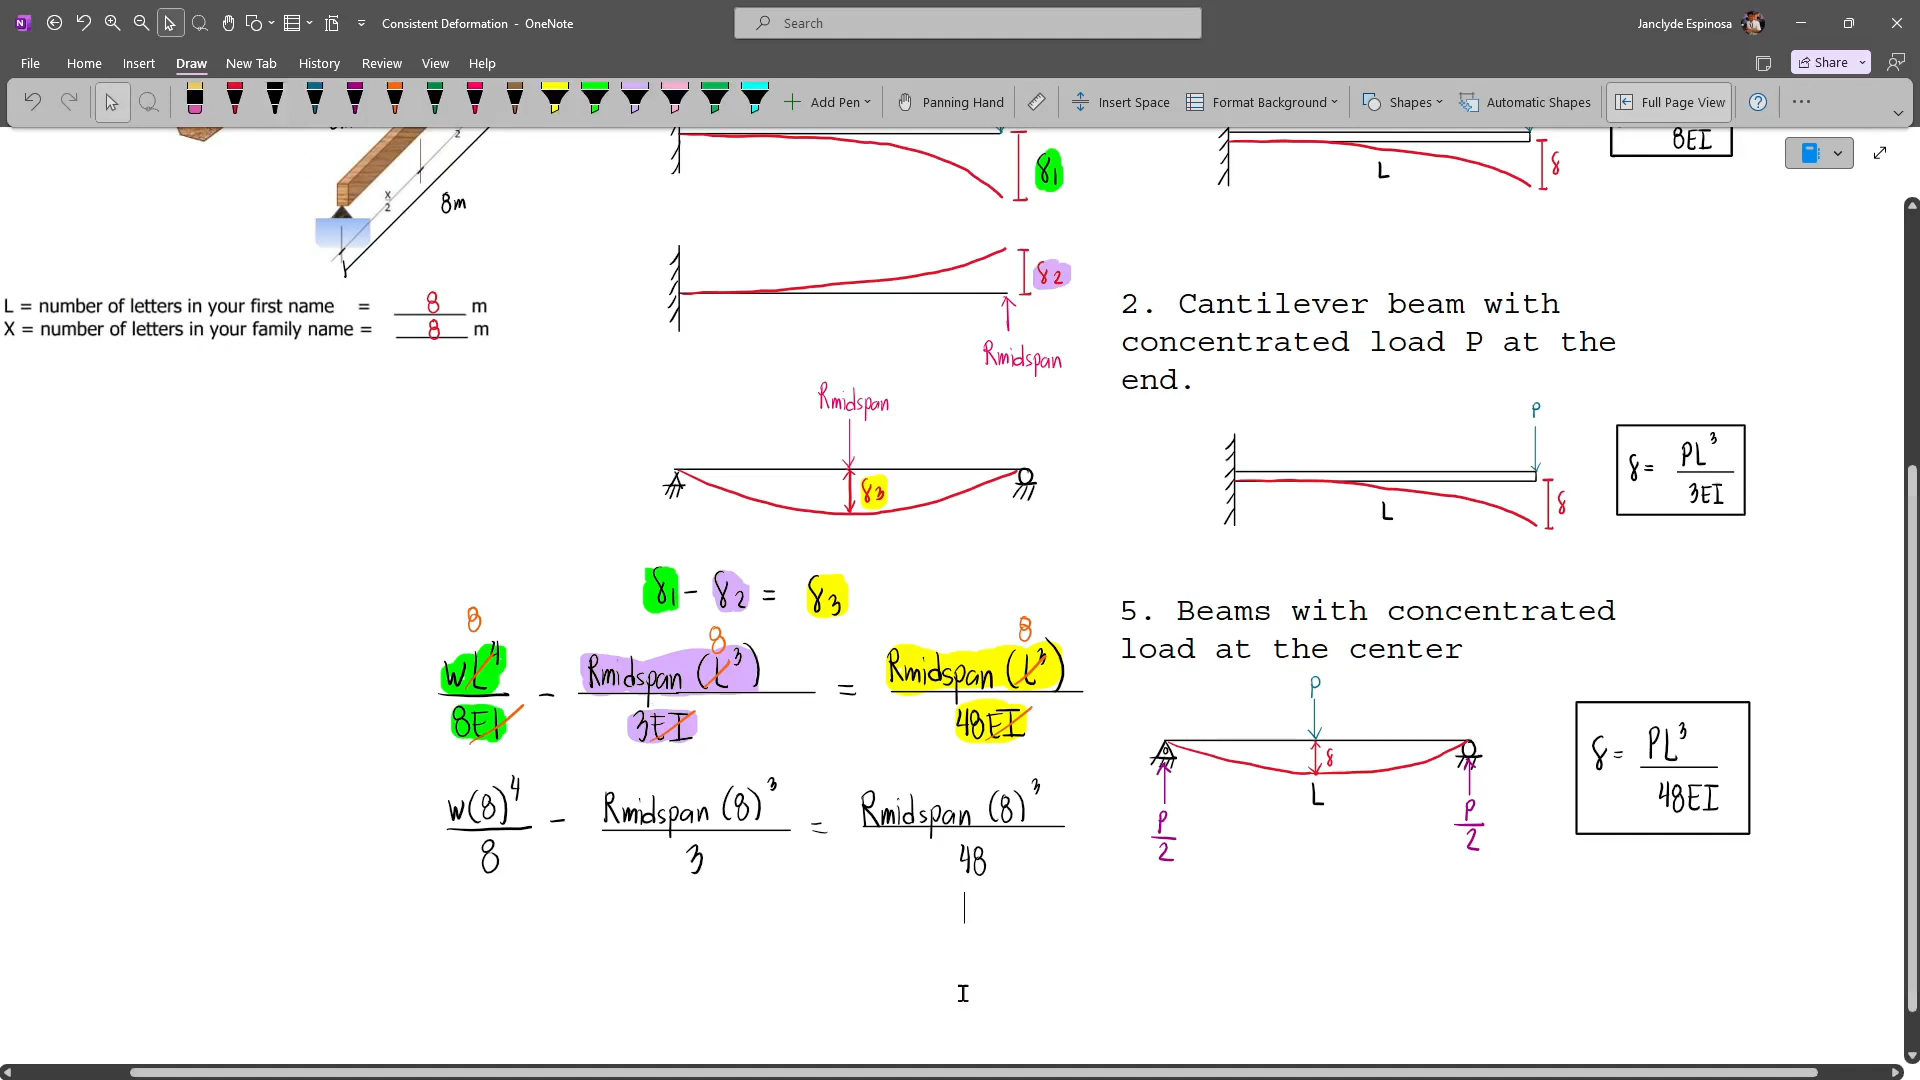 Consistent Deformation - OneNote
Search
Janclyde Espinosa
File Home Insert Draw New Tab History Review View Help
Share
Add Pen
Panning Hand
Insert Space
Format Background
Shapes
Automatic Shapes
Full Page View
x
2
2
8m
L = number of letters in your first name = 8 m
X = number of letters in your family name = 8 m
δ1
δ2
Rmidspan
Rmidspan
δ3
δ1 - δ2 = δ3
8 8 8
wL⁴ - Rmidspan (L³) = Rmidspan (L³)
8EI 3EI 48EI
w(8)⁴ - Rmidspan (8)³ = Rmidspan (8)³
8 3 48
8EI
L
δ
2. Cantilever beam with
concentrated load P at the
end.
P
L
δ
δ = PL³
3EI
5. Beams with concentrated
load at the center
P
δ
L
P
2
P
2
δ = PL³
48EI